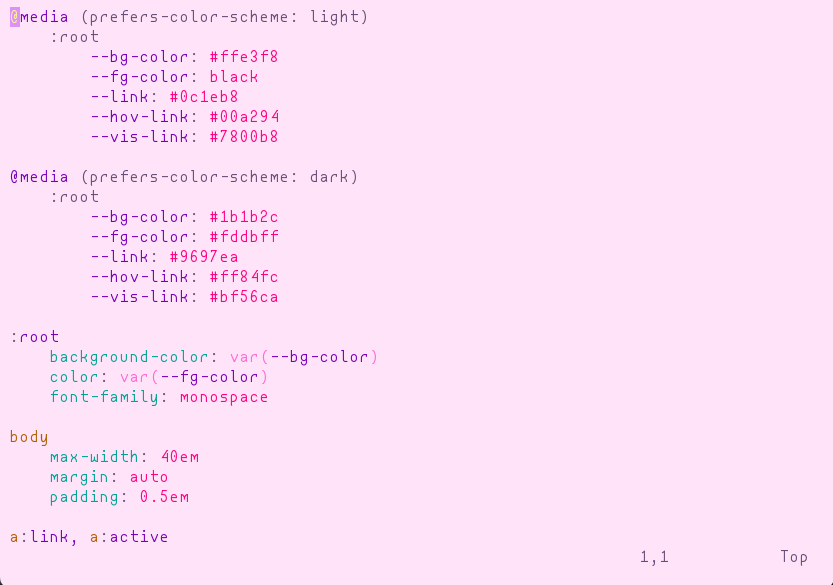 @media (prefers-color-scheme: light)
    :root
        --bg-color: #ffe3f8
        --fg-color: black
        --link: #0c1eb8
        --hov-link: #00a294
        --vis-link: #7800b8

@media (prefers-color-scheme: dark)
    :root
        --bg-color: #1b1b2c
        --fg-color: #fddbff
        --link: #9697ea
        --hov-link: #ff84fc
        --vis-link: #bf56ca

:root
    background-color: var(--bg-color)
    color: var(--fg-color)
    font-family: monospace

body
    max-width: 40em
    margin: auto
    padding: 0.5em

a:link, a:active
1,1 Top